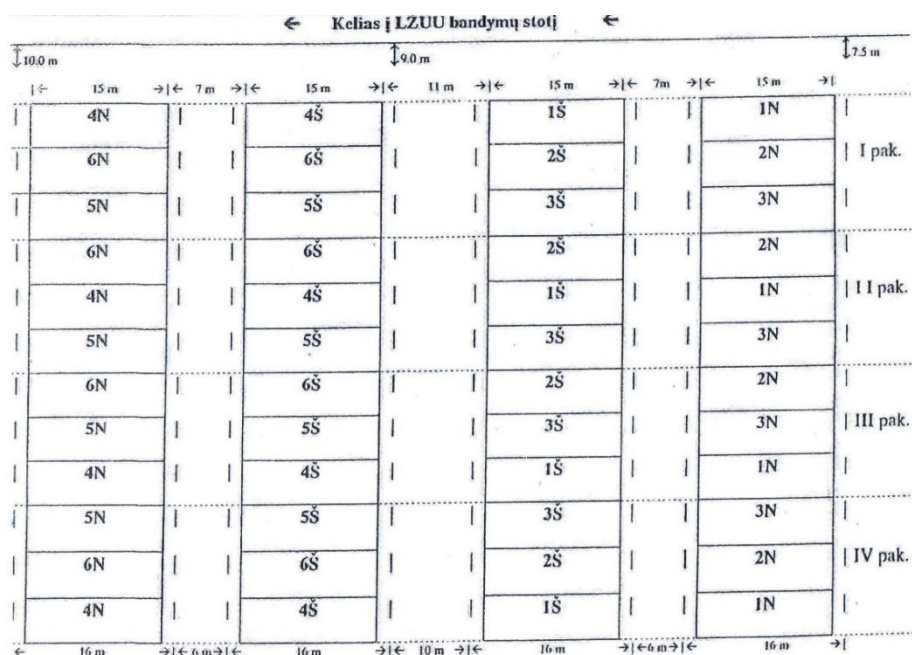 ← Kelias į LŽŪU bandymų stotį ←
10.0 m 9.0 m 7.5 m
15 m 7 m 15 m 11 m 15 m 7m 15 m
4N 4Š 1Š 1N
6N 6Š 2Š 2N I pak.
5N 5Š 3Š 3N
6N 6Š 2Š 2N
4N 4Š 1Š 1N I I pak.
5N 5Š 3Š 3N
6N 6Š 2Š 2N
5N 5Š 3Š 3N III pak.
4N 4Š 1Š 1N
5N 5Š 3Š 3N
6N 6Š 2Š 2N IV pak.
4N 4Š 1Š 1N
16 m 6 m 16 m 10 m 16 m 6 m 16 m